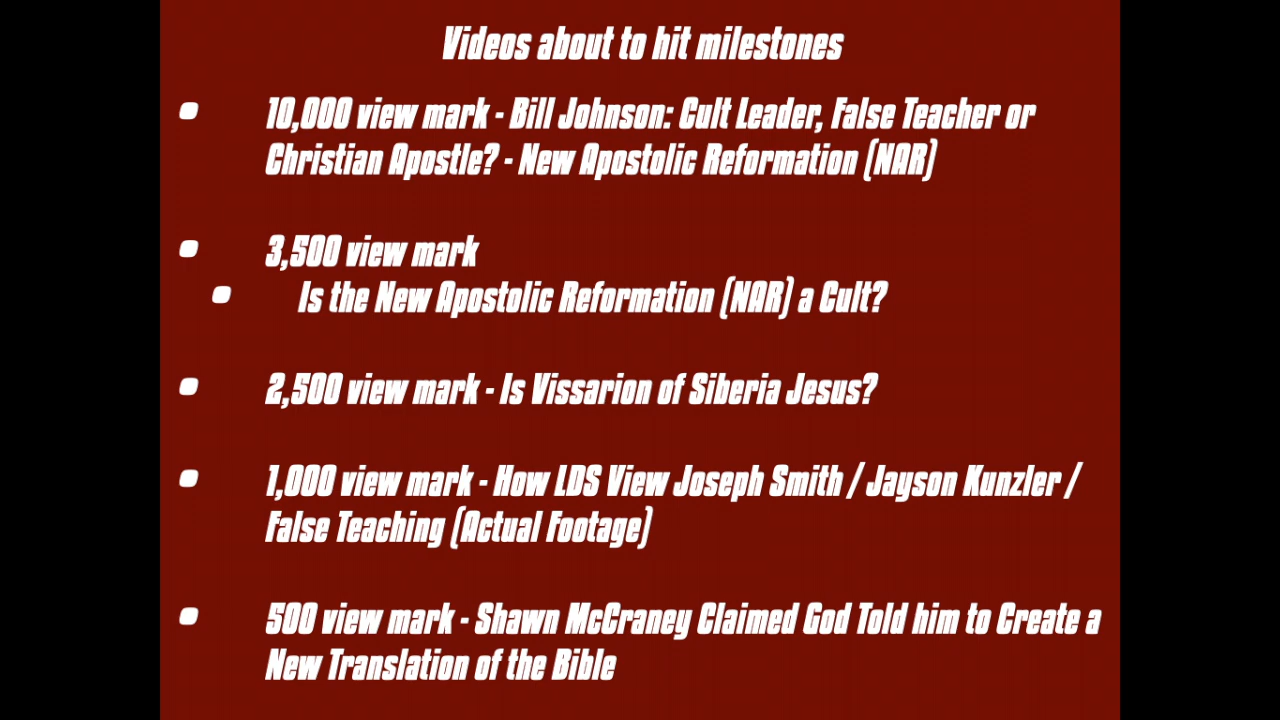 Videos about to hit milestones
• 10,000 view mark - Bill Johnson: Cult Leader, False Teacher or
Christian Apostle? - New Apostolic Reformation (NAR)
• 3,500 view mark
• Is the New Apostolic Reformation (NAR) a Cult?
• 2,500 view mark - Is Vissarion of Siberia Jesus?
• 1,000 view mark - How LDS View Joseph Smith / Jayson Kunzler /
False Teaching (Actual Footage)
• 500 view mark - Shawn McCraney Claimed God Told him to Create a
New Translation of the Bible